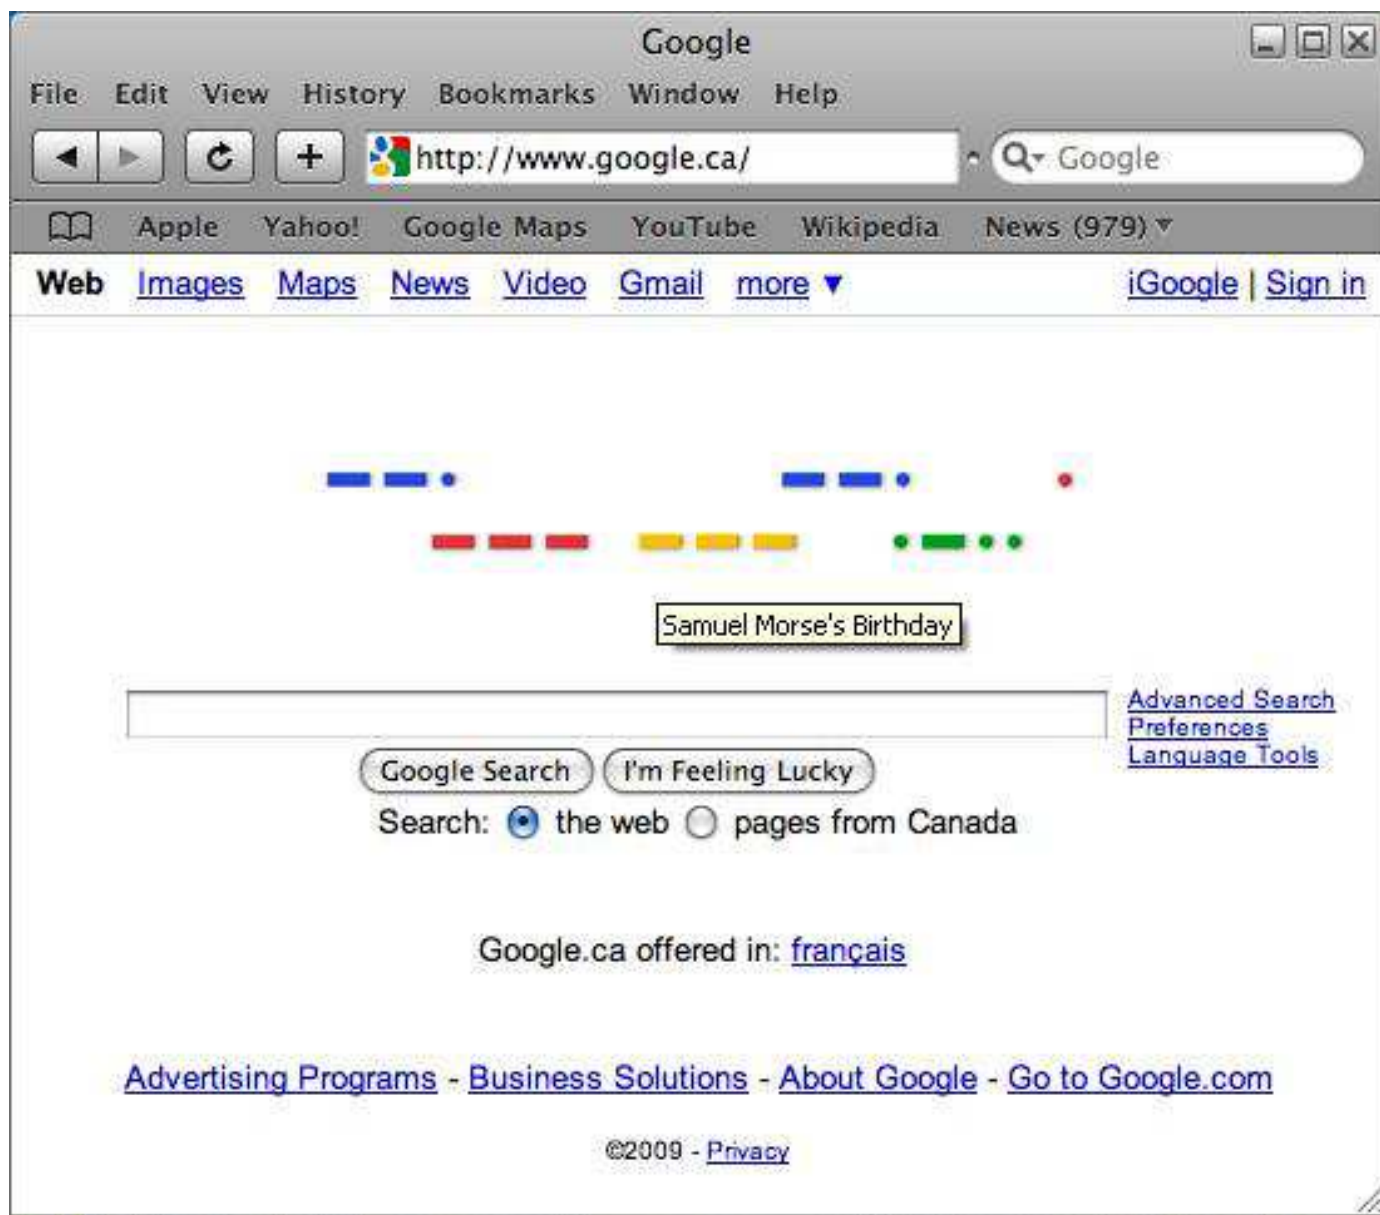 Google
File Edit View History Bookmarks Window Help
http://www.google.ca/ Google
Apple Yahoo! Google Maps YouTube Wikipedia News (979) ▼
Web Images Maps News Video Gmail more ▼ iGoogle | Sign in
Samuel Morse's Birthday
Advanced Search
Preferences
Language Tools
Google Search I'm Feeling Lucky
Search: the web pages from Canada
Google.ca offered in: français
Advertising Programs - Business Solutions - About Google - Go to Google.com
©2009 - Privacy